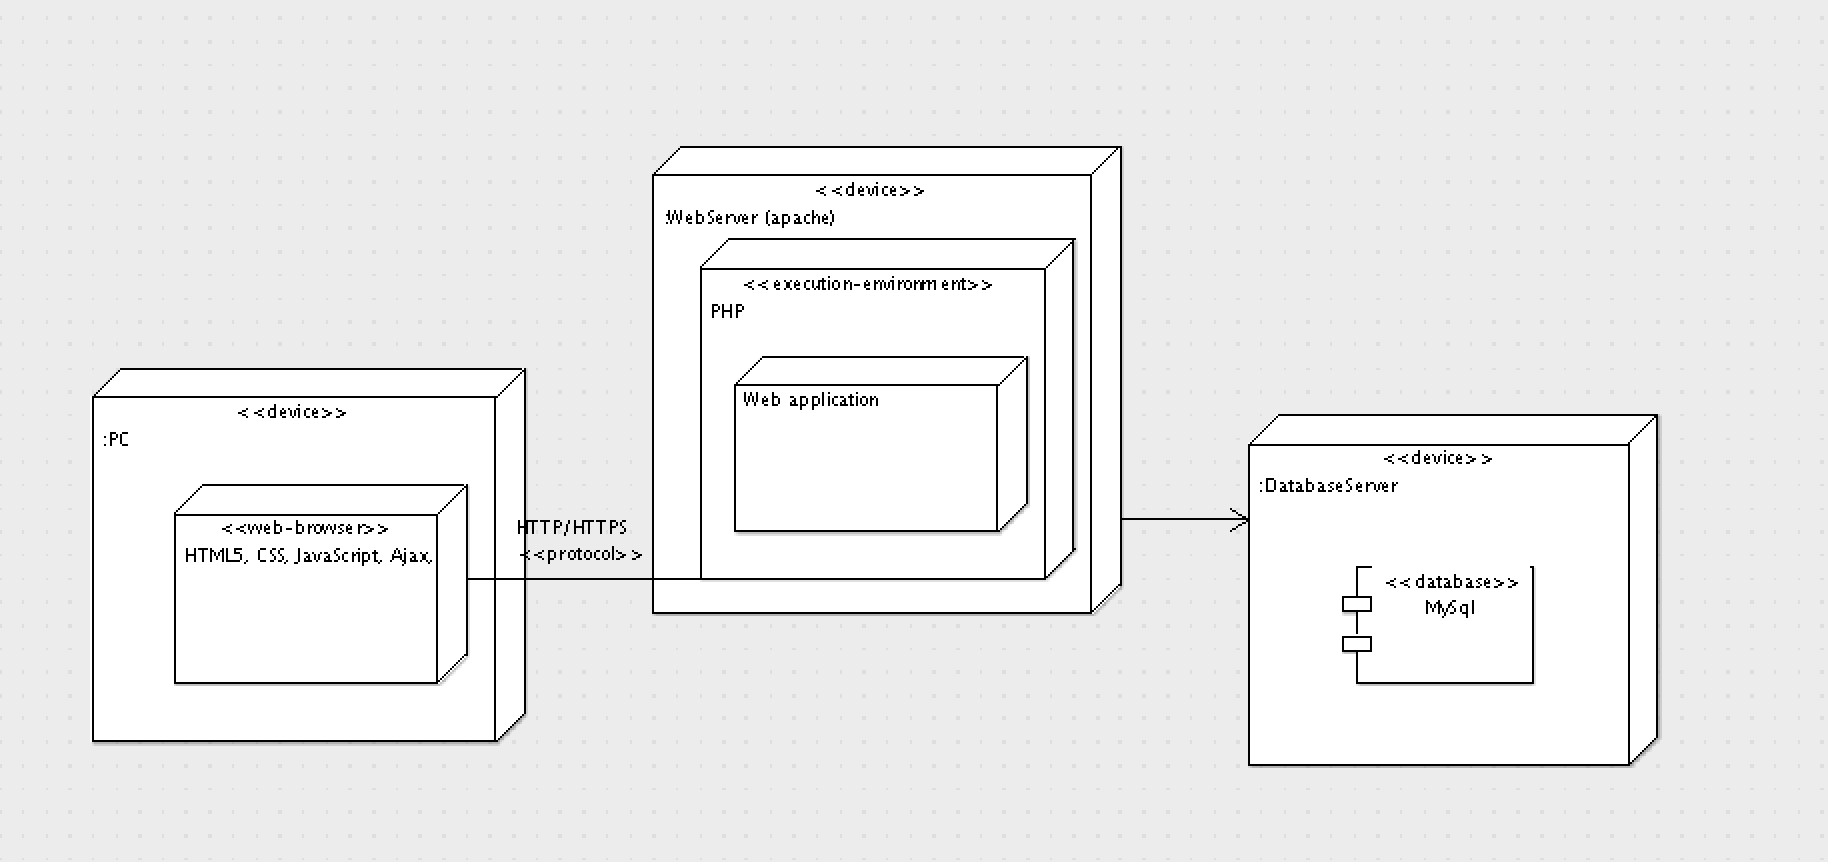 <<device>>
:PC
<<web-browser>>
HTML5, CSS, JavaScript, Ajax,
HTTP/HTTPS
<<protocol>>
<<device>>
:WebServer (apache)
<<execution-environment>>
PHP
Web application
<<device>>
:DatabaseServer
<<database>>
MySql